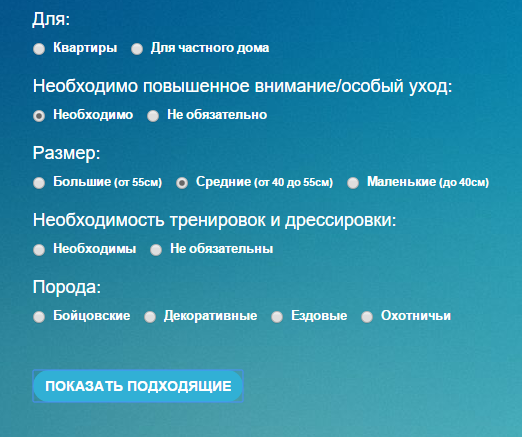 Для:
Квартиры Для частного дома
Необходимо повышенное внимание/особый уход:
Необходимо Не обязательно
Размер:
Большие (от 55см) Средние (от 40 до 55см) Маленькие (до 40см)
Необходимость тренировок и дрессировки:
Необходимы Не обязательны
Порода:
Бойцовские Декоративные Ездовые Охотничьи
ПОКАЗАТЬ ПОДХОДЯЩИЕ